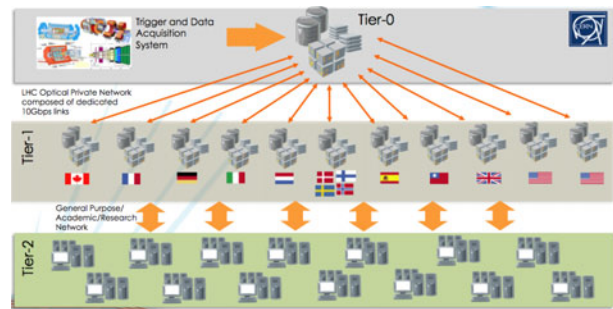 Trigger and Data
Acquisition
System
Tier-0
CERN
LHC Optical Private Network
composed of dedicated
10Gbps links
Tier-1
General Purpose/
Academic/Research
Network
Tier-2